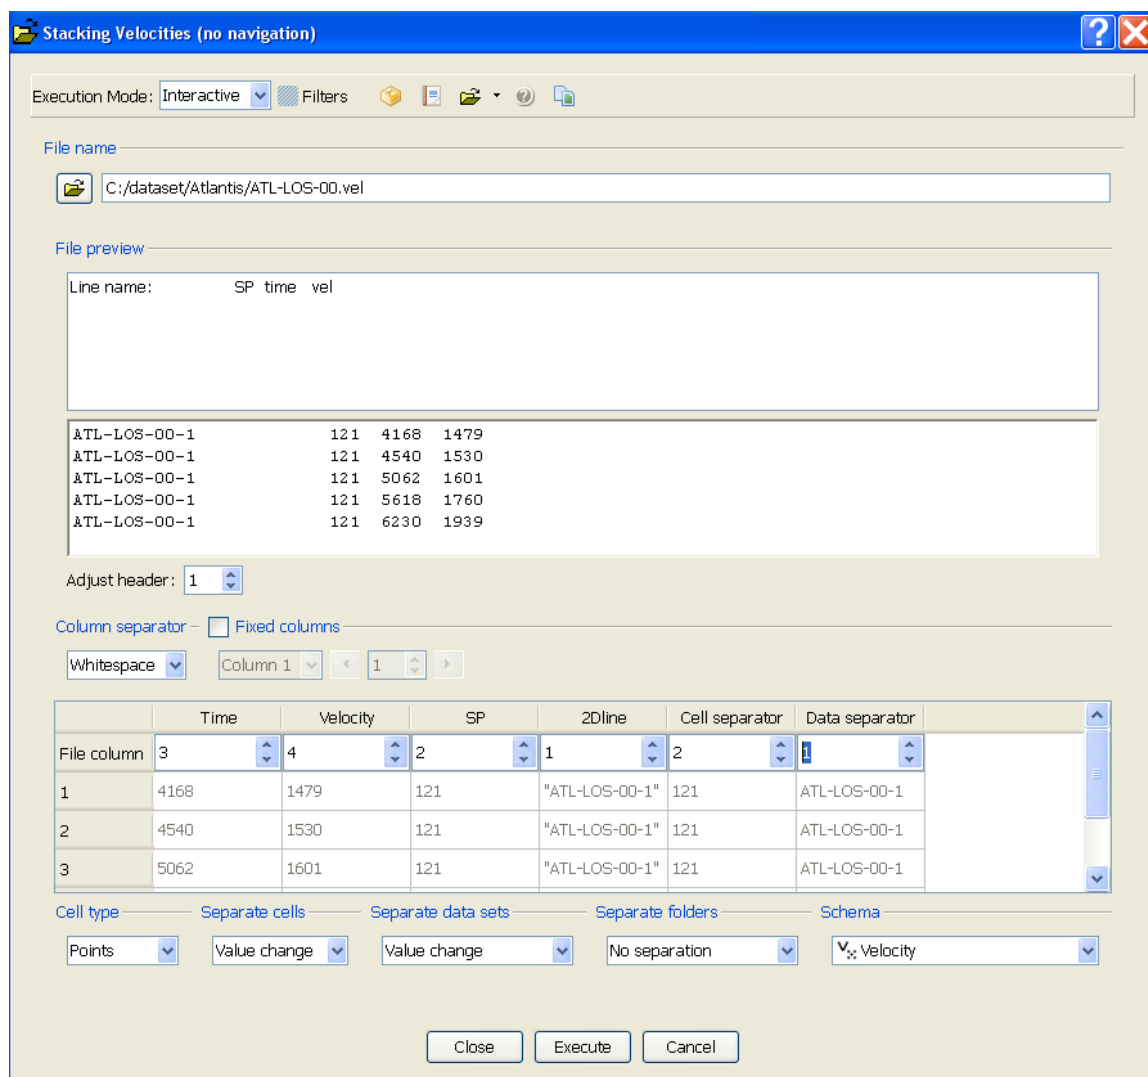 Stacking Velocities (no navigation)
Execution Mode: Interactive Filters
File name
C:/dataset/Atlantis/ATL-LOS-00.vel
File preview
Line name: SP time vel
ATL-LOS-00-1 121 4168 1479
ATL-LOS-00-1 121 4540 1530
ATL-LOS-00-1 121 5062 1601
ATL-LOS-00-1 121 5618 1760
ATL-LOS-00-1 121 6230 1939
Adjust header: 1
Column separator Fixed columns
Whitespace Column 1 1
Time Velocity SP 2Dline Cell separator Data separator
File column 3 4 2 1 2 1
1 4168 1479 121 "ATL-LOS-00-1" 121 ATL-LOS-00-1
2 4540 1530 121 "ATL-LOS-00-1" 121 ATL-LOS-00-1
3 5062 1601 121 "ATL-LOS-00-1" 121 ATL-LOS-00-1
Cell type Separate cells Separate data sets Separate folders Schema
Points Value change Value change No separation Velocity
Close Execute Cancel